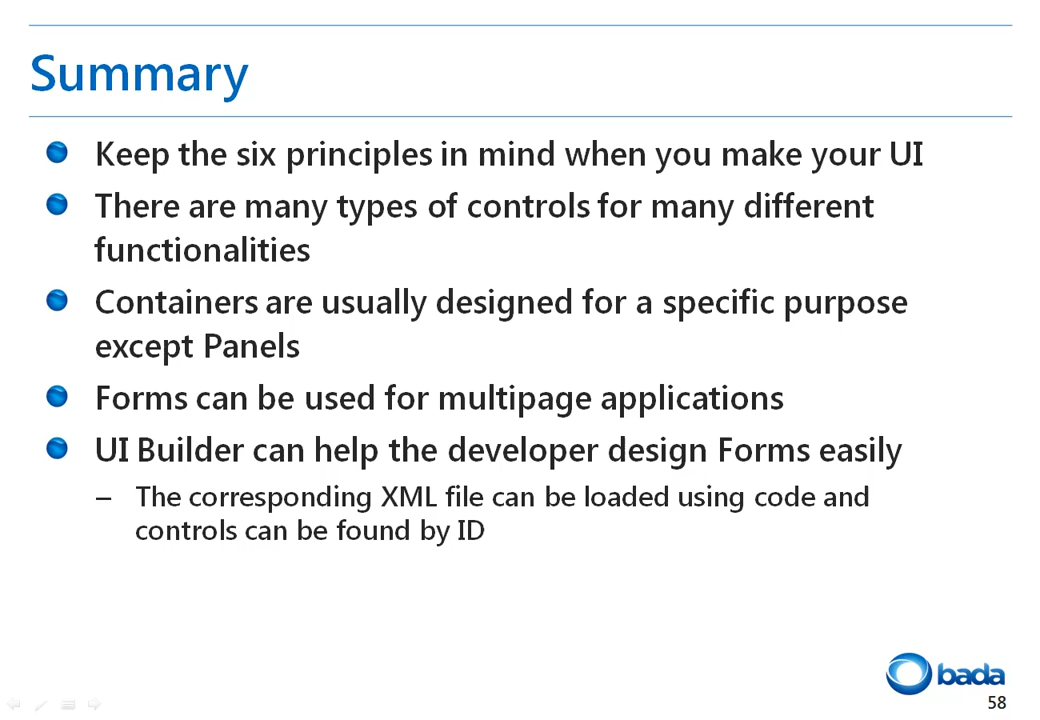 Summary
Keep the six principles in mind when you make your UI
There are many types of controls for many different
functionalities
Containers are usually designed for a specific purpose
except Panels
Forms can be used for multipage applications
UI Builder can help the developer design Forms easily
– The corresponding XML file can be loaded using code and
controls can be found by ID
bada
58